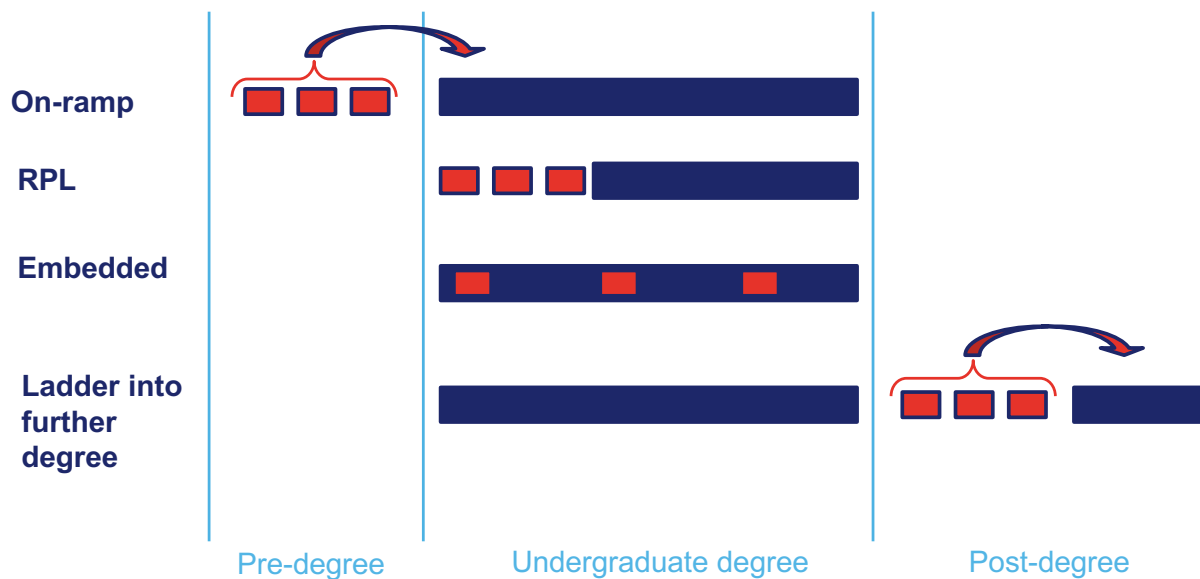 On-ramp
RPL
Embedded
Ladder into
further
degree
Pre-degree
Undergraduate degree
Post-degree